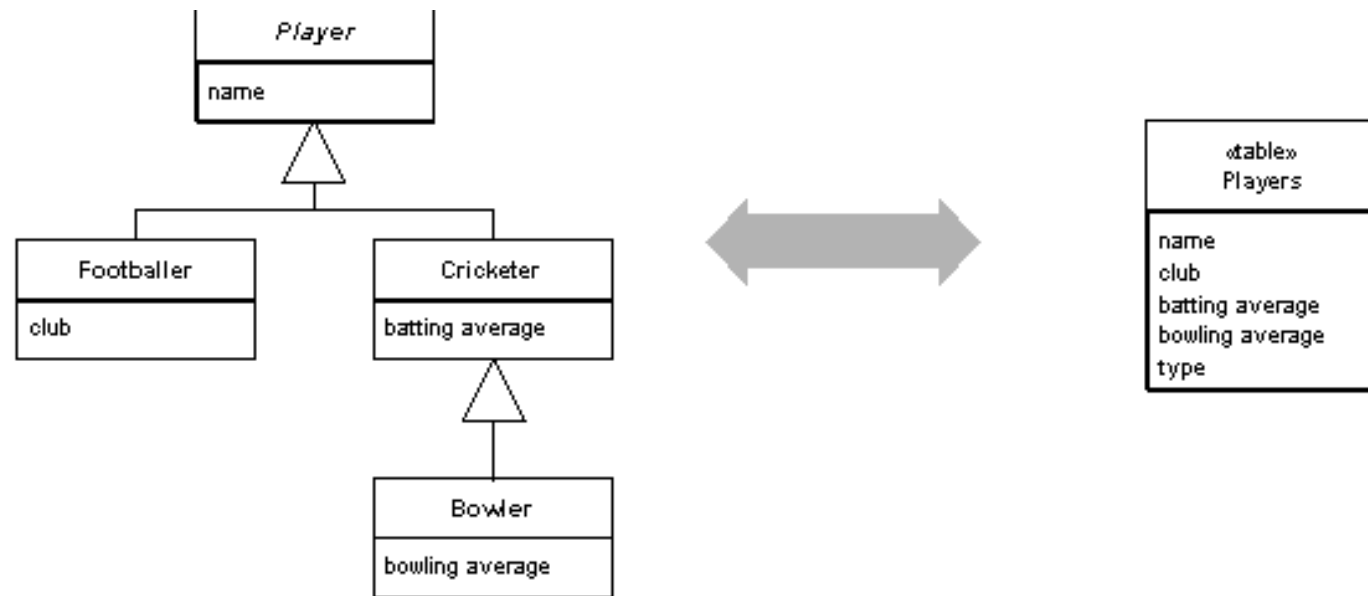 Player
name
Footballer
club
Cricketer
batting average
Bowler
bowling average
«table»
Players
name
club
batting average
bowling average
type